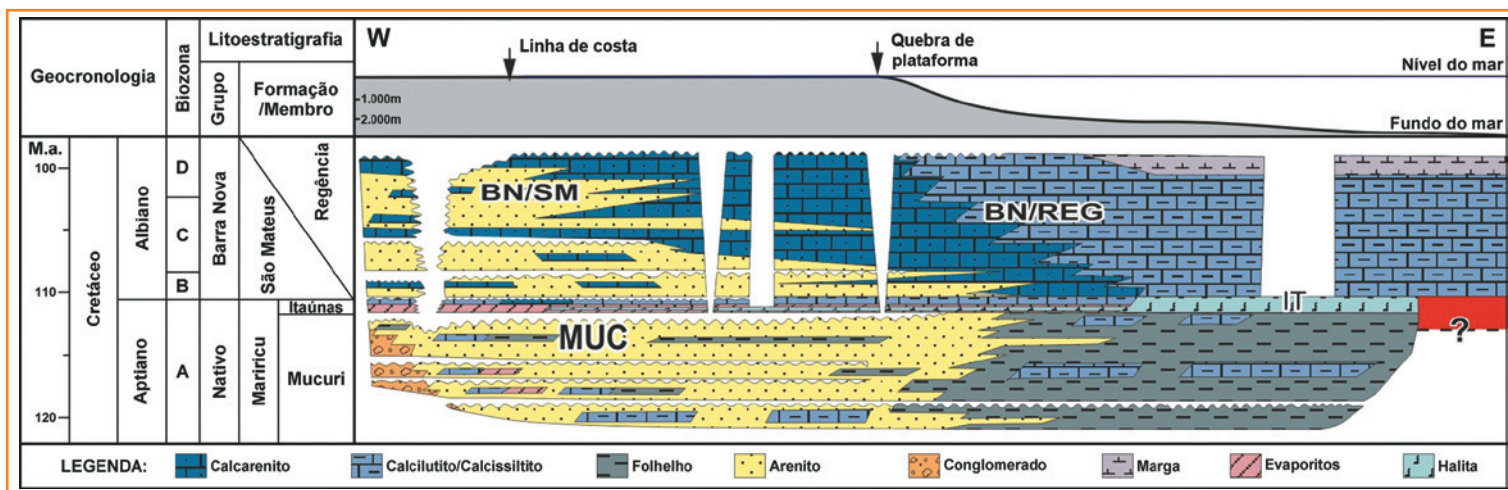 Litoestratigrafia
Geocronologia
Biozona
Grupo
Formação
/Membro
W
Linha de costa
Quebra de
plataforma
E
Nível do mar
1.000m
2.000m
Fundo do mar
M.a.
100
110
120
Cretáceo
Albiano
Aptiano
D
C
B
A
Barra Nova
Nativo
São Mateus
Regência
Mariricu
Itaúnas
Mucuri
BN/SM
BN/REG
IT
MUC
?
LEGENDA:
Calcarenito
Calcilutito/Calcissiltito
Folhelho
Arenito
Conglomerado
Marga
Evaporitos
Halita